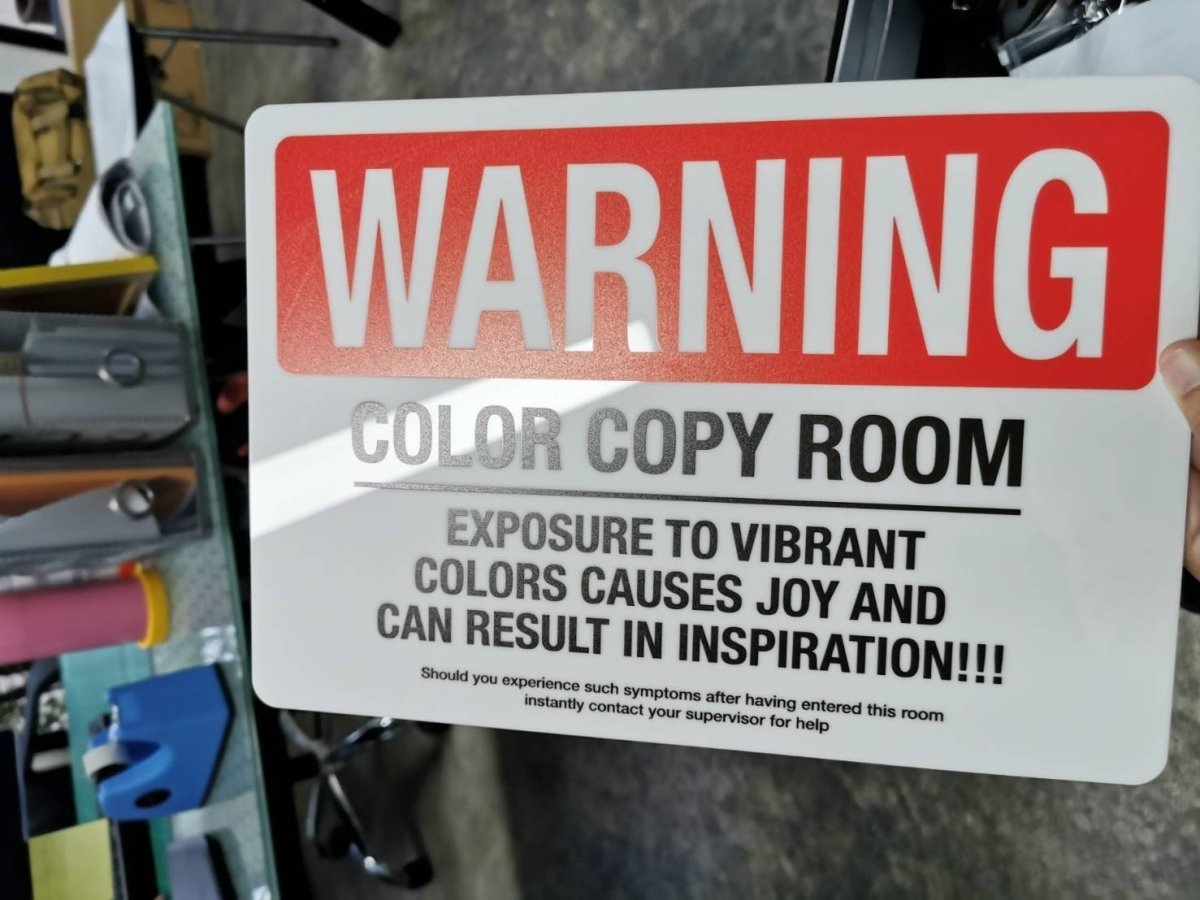 WARNING
COLOR COPY ROOM
EXPOSURE TO VIBRANT
COLORS CAUSES JOY AND
CAN RESULT IN INSPIRATION!!!
Should you experience such symptoms after having entered this room
instantly contact your supervisor for help